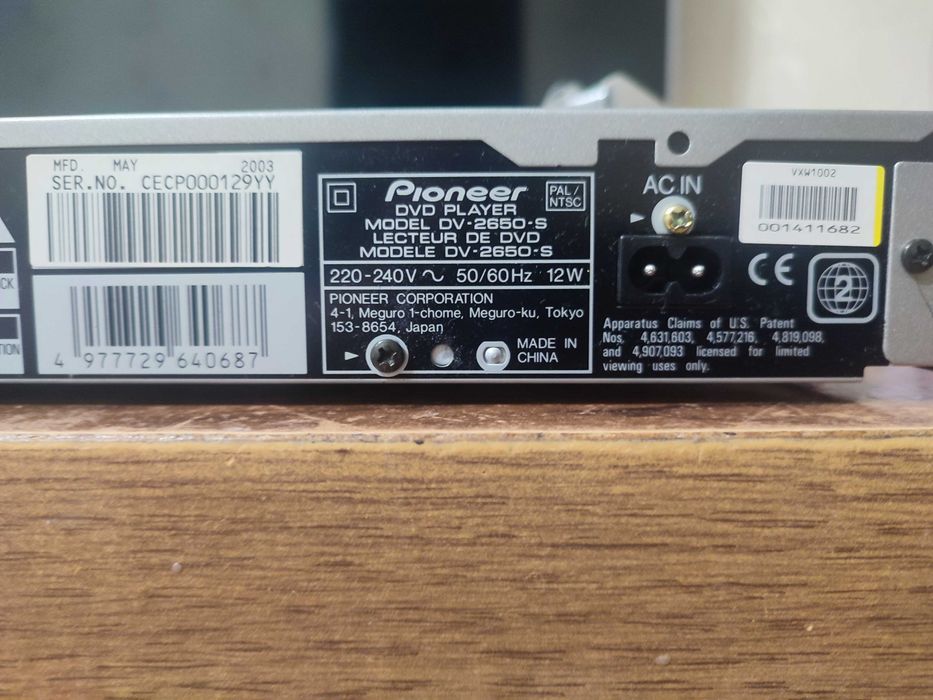 MFD. MAY 2003
SER.NO. CECP000129YY
4 977729 640687
CK
TION
Pioneer
PAL/
NTSC
DVD PLAYER
MODEL DV-2650-S
LECTEUR DE DVD
MODELE DV-2650-S
220-240V ~ 50/60Hz 12W
PIONEER CORPORATION
4-1, Meguro 1-chome, Meguro-ku, Tokyo
153-8654, Japan
MADE IN
CHINA
AC IN
VXW1002
001411682
CE
2
Apparatus Claims of U.S. Patent
Nos. 4,631,603, 4,577,216, 4,819,098,
and 4,907,093 licensed for limited
viewing uses only.